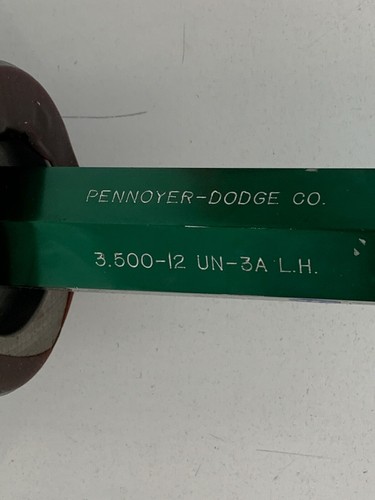 PENNOYER-DODGE CO.
3.500-12 UN-3A L.H.